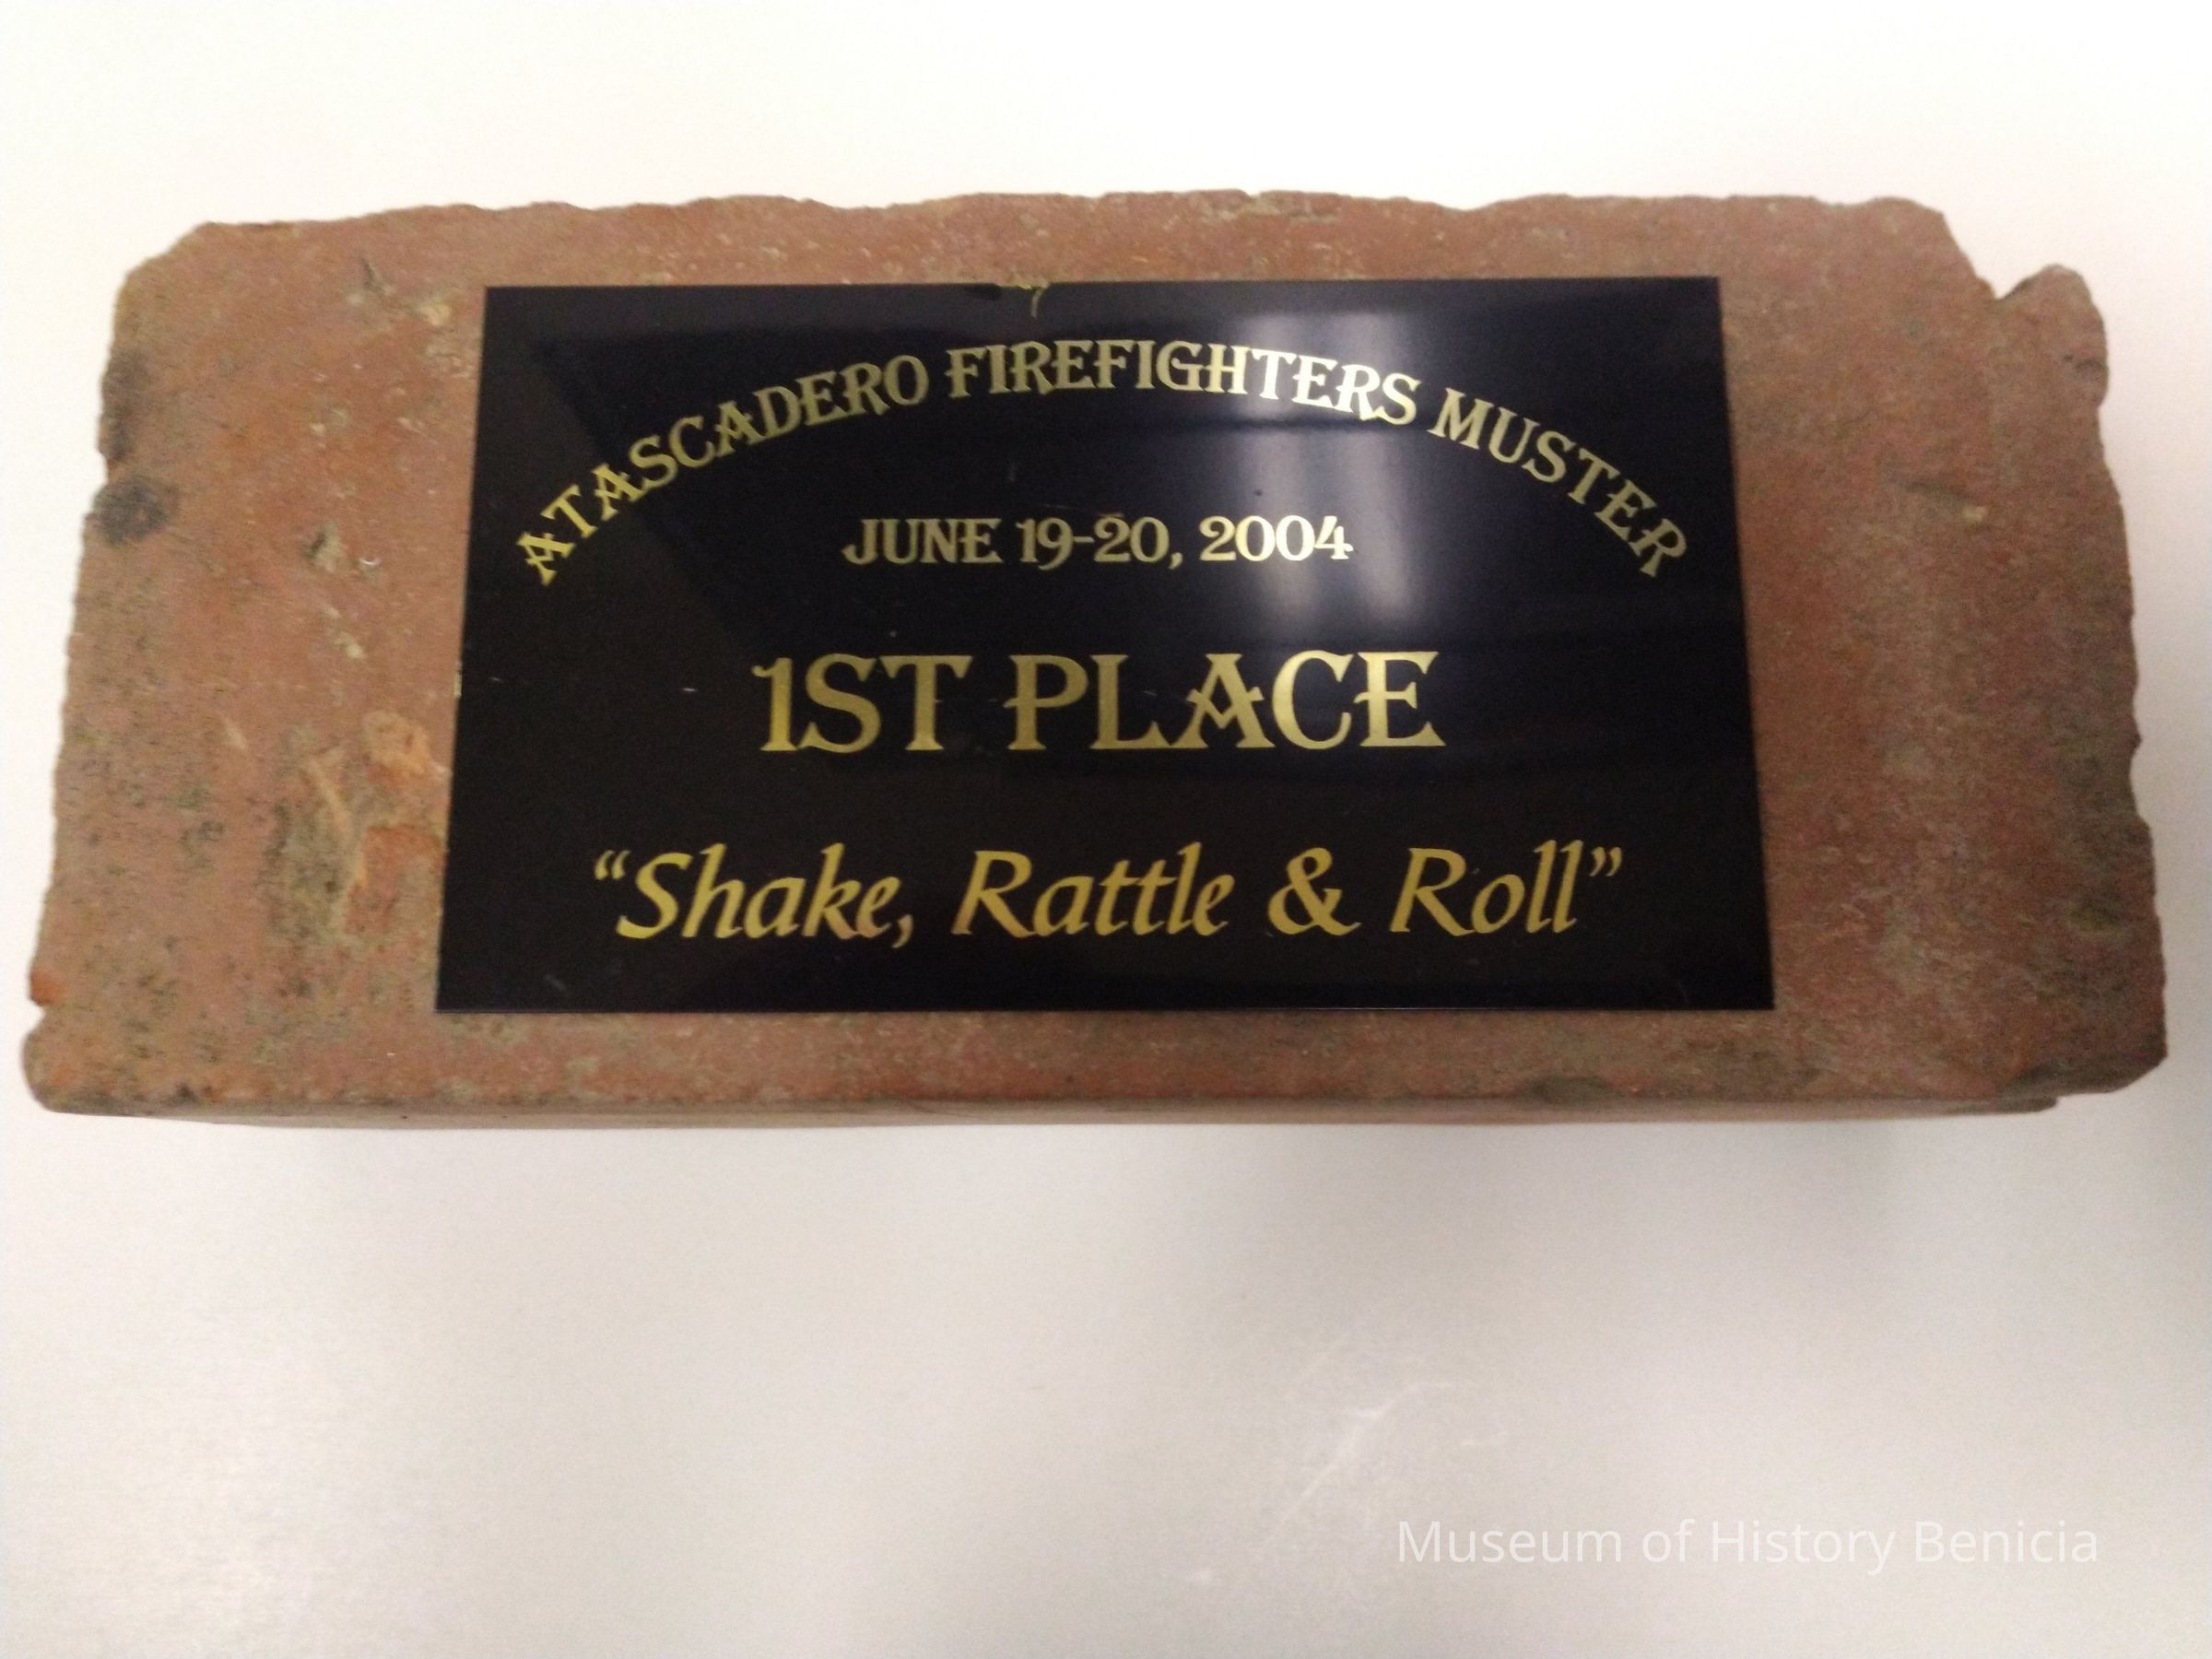 ATASCADERO FIREFIGHTERS MUSTER
JUNE 19-20, 2004
1ST PLACE
“Shake, Rattle & Roll”
Museum of History Benicia